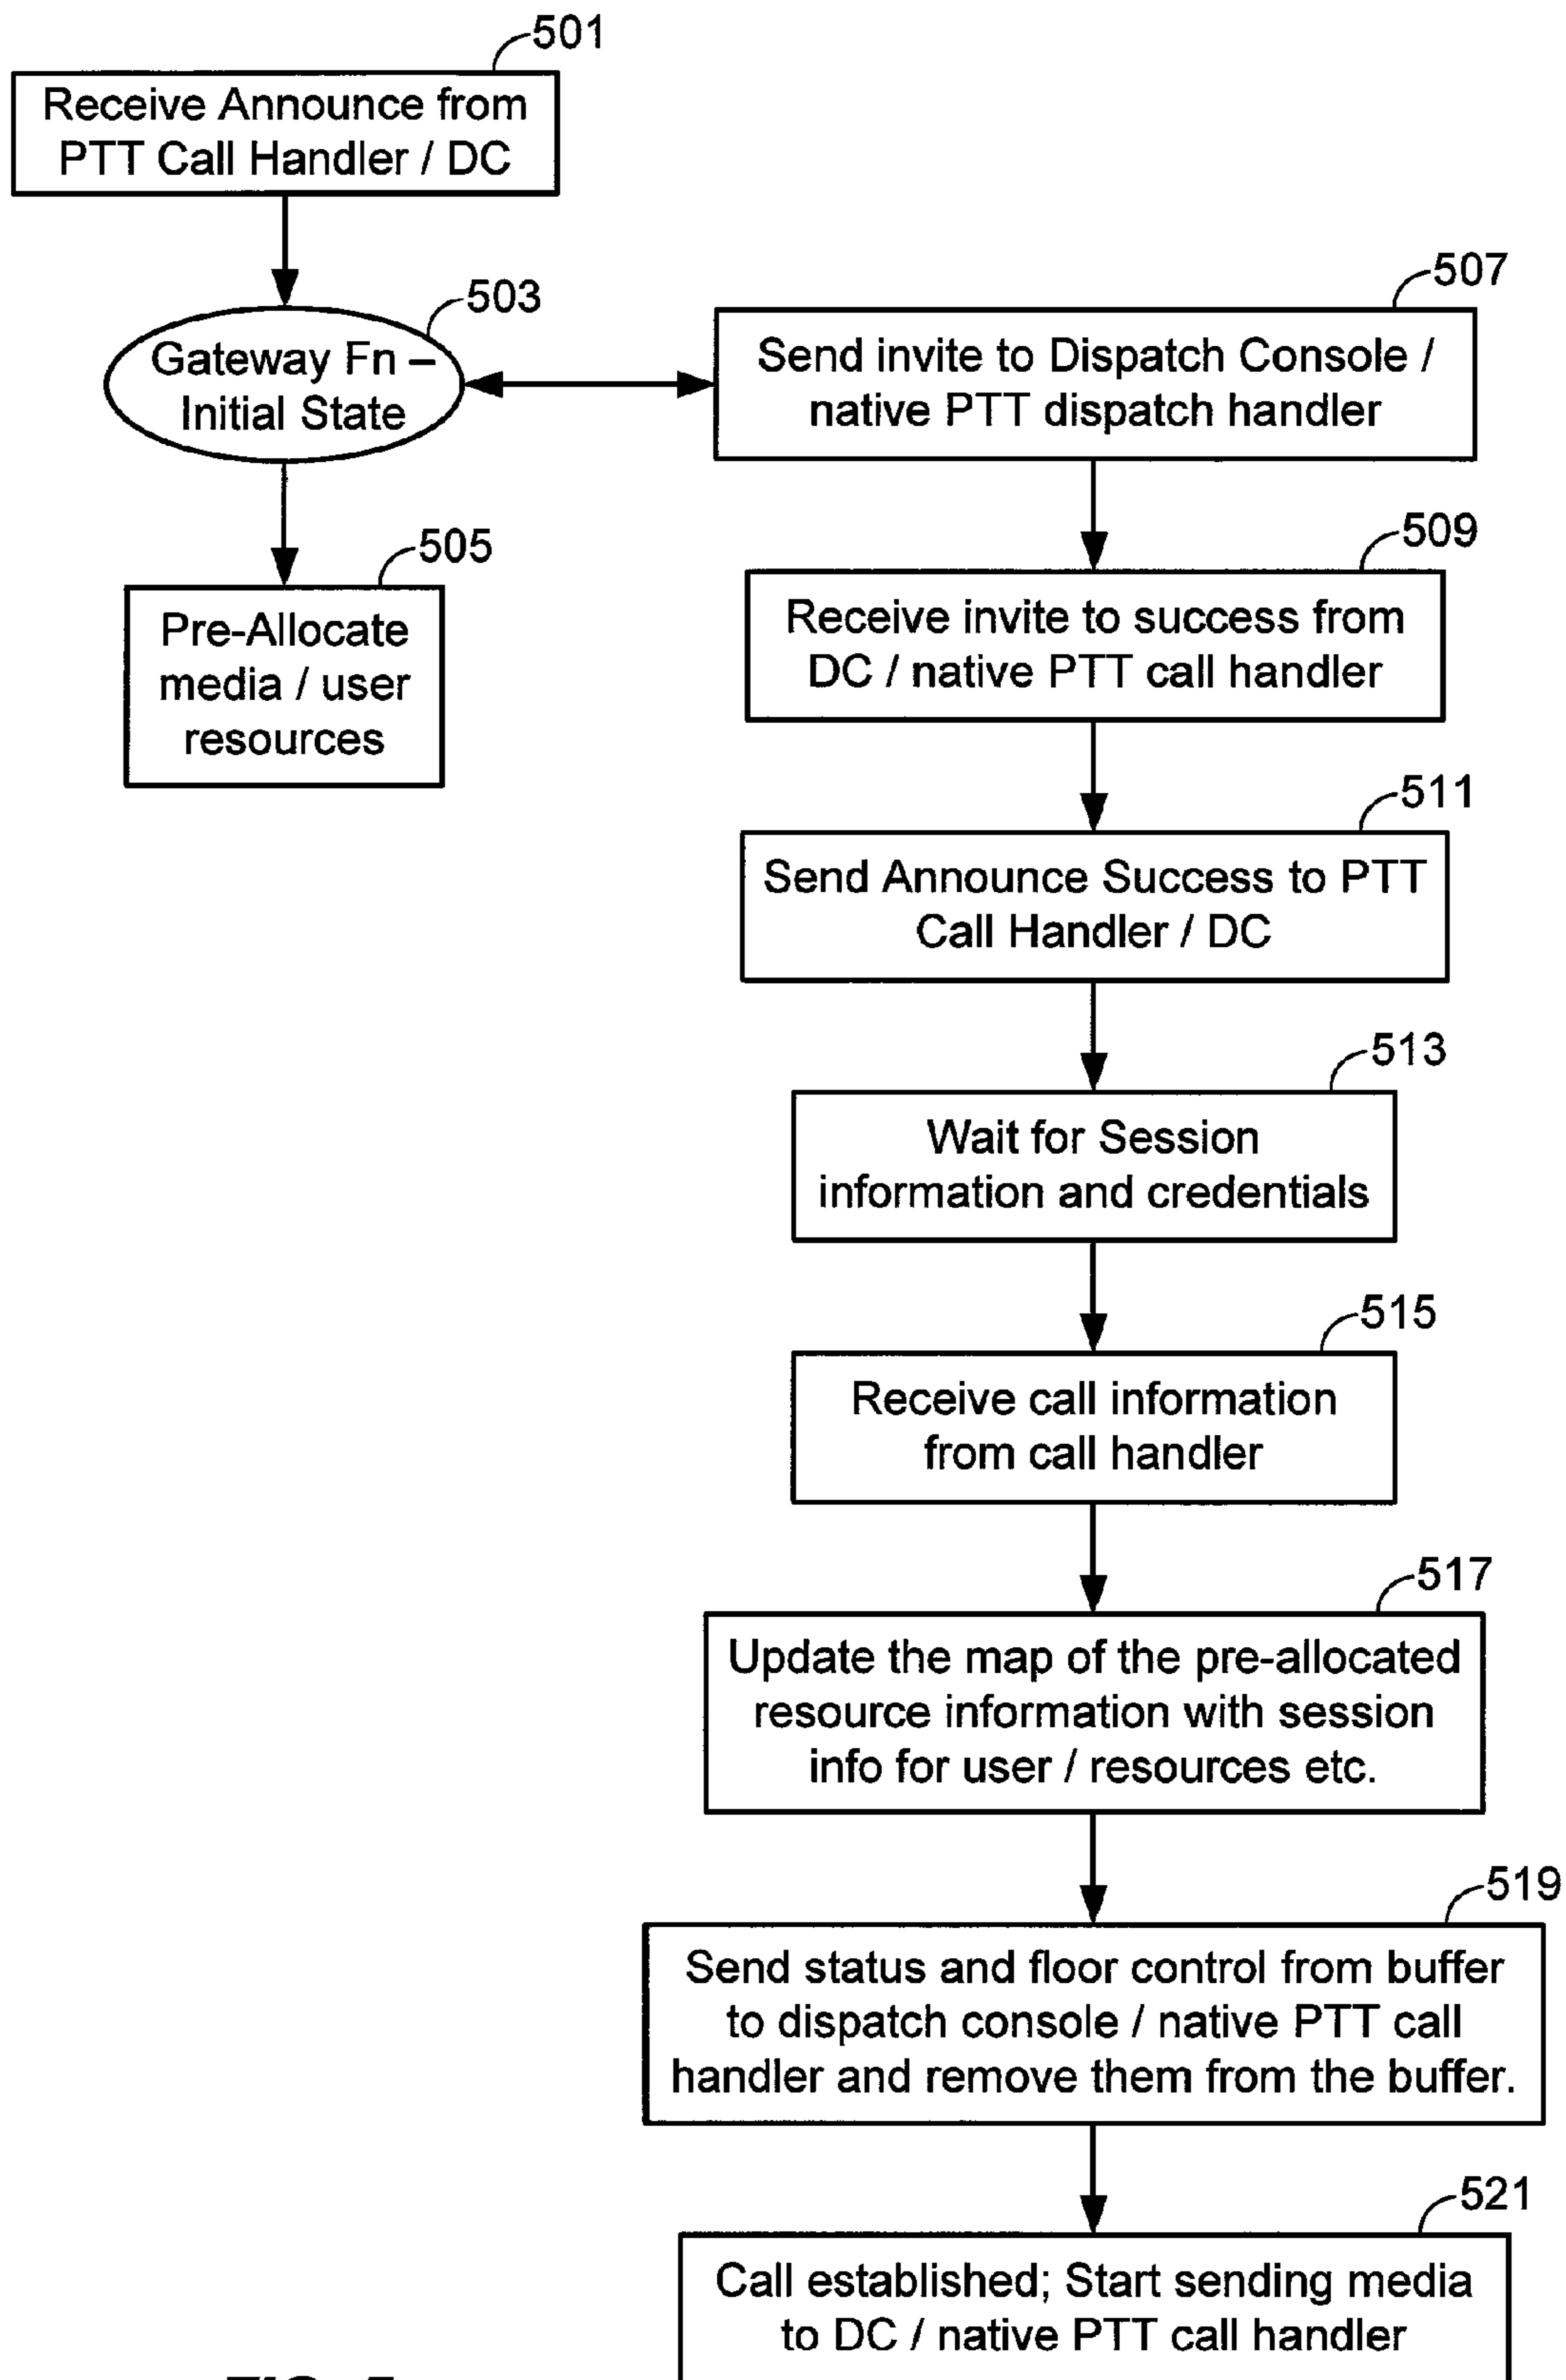 501
Receive Announce from
PTT Call Handler / DC
503
Gateway Fn –
Initial State
505
Pre-Allocate
media / user
resources
507
Send invite to Dispatch Console /
native PTT dispatch handler
509
Receive invite to success from
DC / native PTT call handler
511
Send Announce Success to PTT
Call Handler / DC
513
Wait for Session
information and credentials
515
Receive call information
from call handler
517
Update the map of the pre-allocated
resource information with session
info for user / resources etc.
519
Send status and floor control from buffer
to dispatch console / native PTT call
handler and remove them from the buffer.
521
Call established; Start sending media
to DC / native PTT call handler